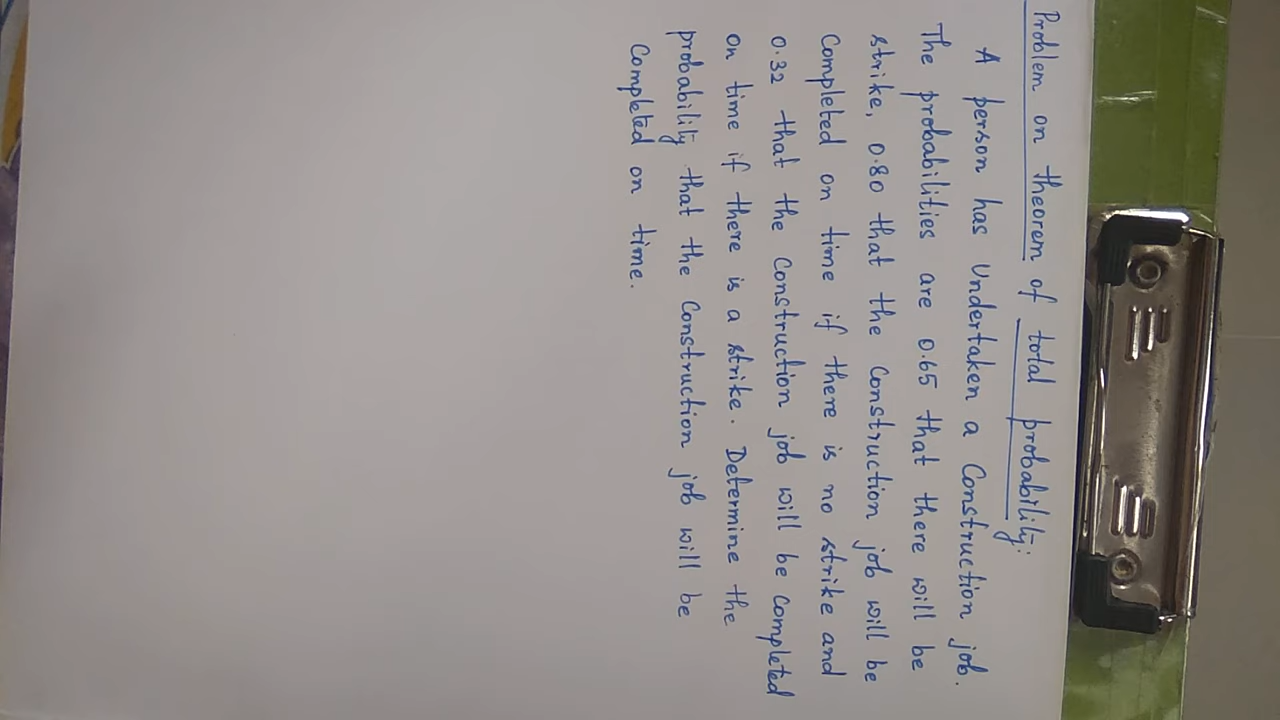 Problem on theorem of total probability:
A person has Undertaken a Construction job.
The probabilities are 0.65 that there will be
strike, 0.80 that the Construction job will be
Completed on time if there is no strike and
0.32 that the Construction job will be Completed
on time if there is a strike. Determine the
probability that the Construction job will be
Completed on time.